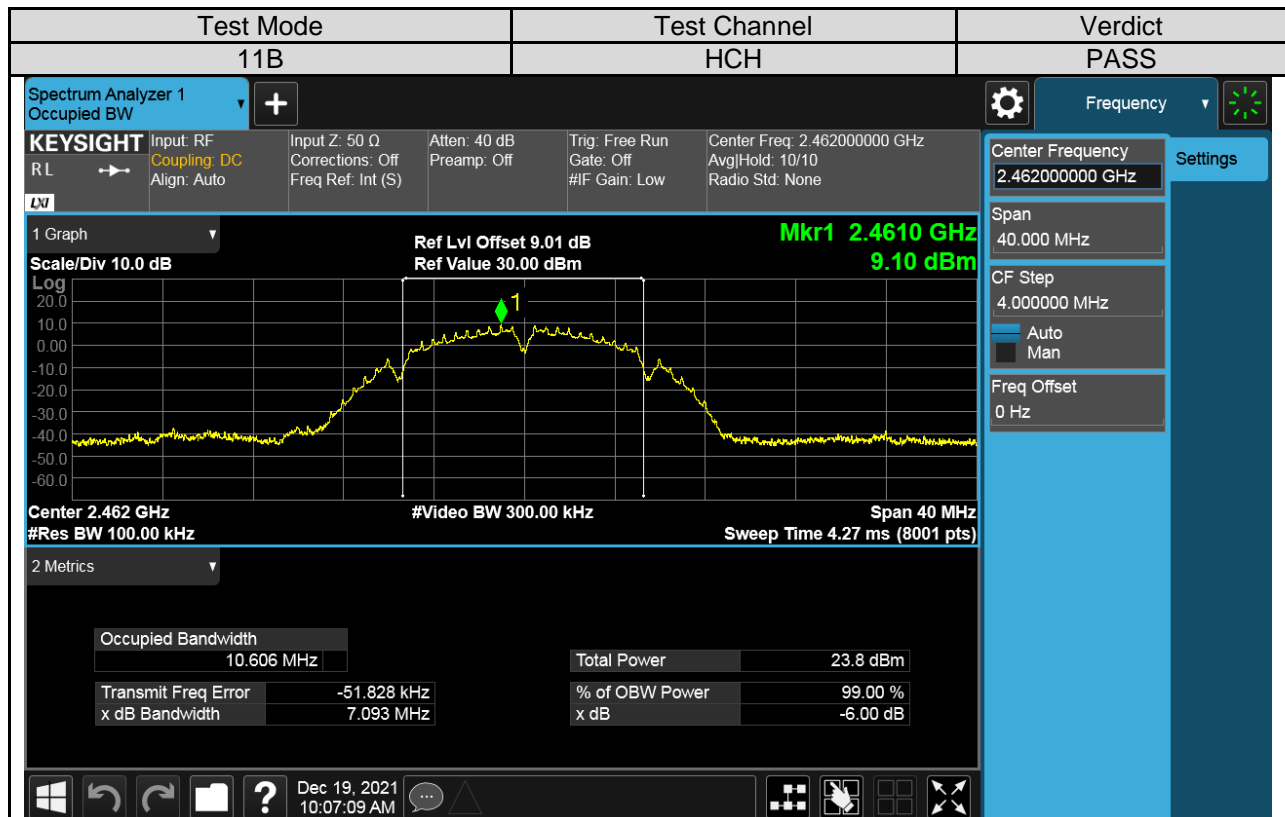 Test Mode Test Channel Verdict
11B HCH PASS
Spectrum Analyzer 1
Occupied BW
+
Frequency
KEYSIGHT Input: RF Input Z: 50 Ω Atten: 40 dB Trig: Free Run Center Freq: 2.462000000 GHz
RL Coupling: DC Corrections: Off Preamp: Off Gate: Off Avg|Hold: 10/10
Align: Auto Freq Ref: Int (S) #IF Gain: Low Radio Std: None
LXI
Center Frequency
2.462000000 GHz
Settings
Span
40.000 MHz
CF Step
4.000000 MHz
Auto
Man
Freq Offset
0 Hz
1 Graph
Ref Lvl Offset 9.01 dB
Mkr1 2.4610 GHz
Scale/Div 10.0 dB Ref Value 30.00 dBm 9.10 dBm
Log
1
20.0
10.0
0.00
-10.0
-20.0
-30.0
-40.0
-50.0
-60.0
Center 2.462 GHz #Video BW 300.00 kHz Span 40 MHz
#Res BW 100.00 kHz Sweep Time 4.27 ms (8001 pts)
2 Metrics
Occupied Bandwidth
10.606 MHz Total Power 23.8 dBm
Transmit Freq Error -51.828 kHz % of OBW Power 99.00 %
x dB Bandwidth 7.093 MHz x dB -6.00 dB
? Dec 19, 2021
10:07:09 AM